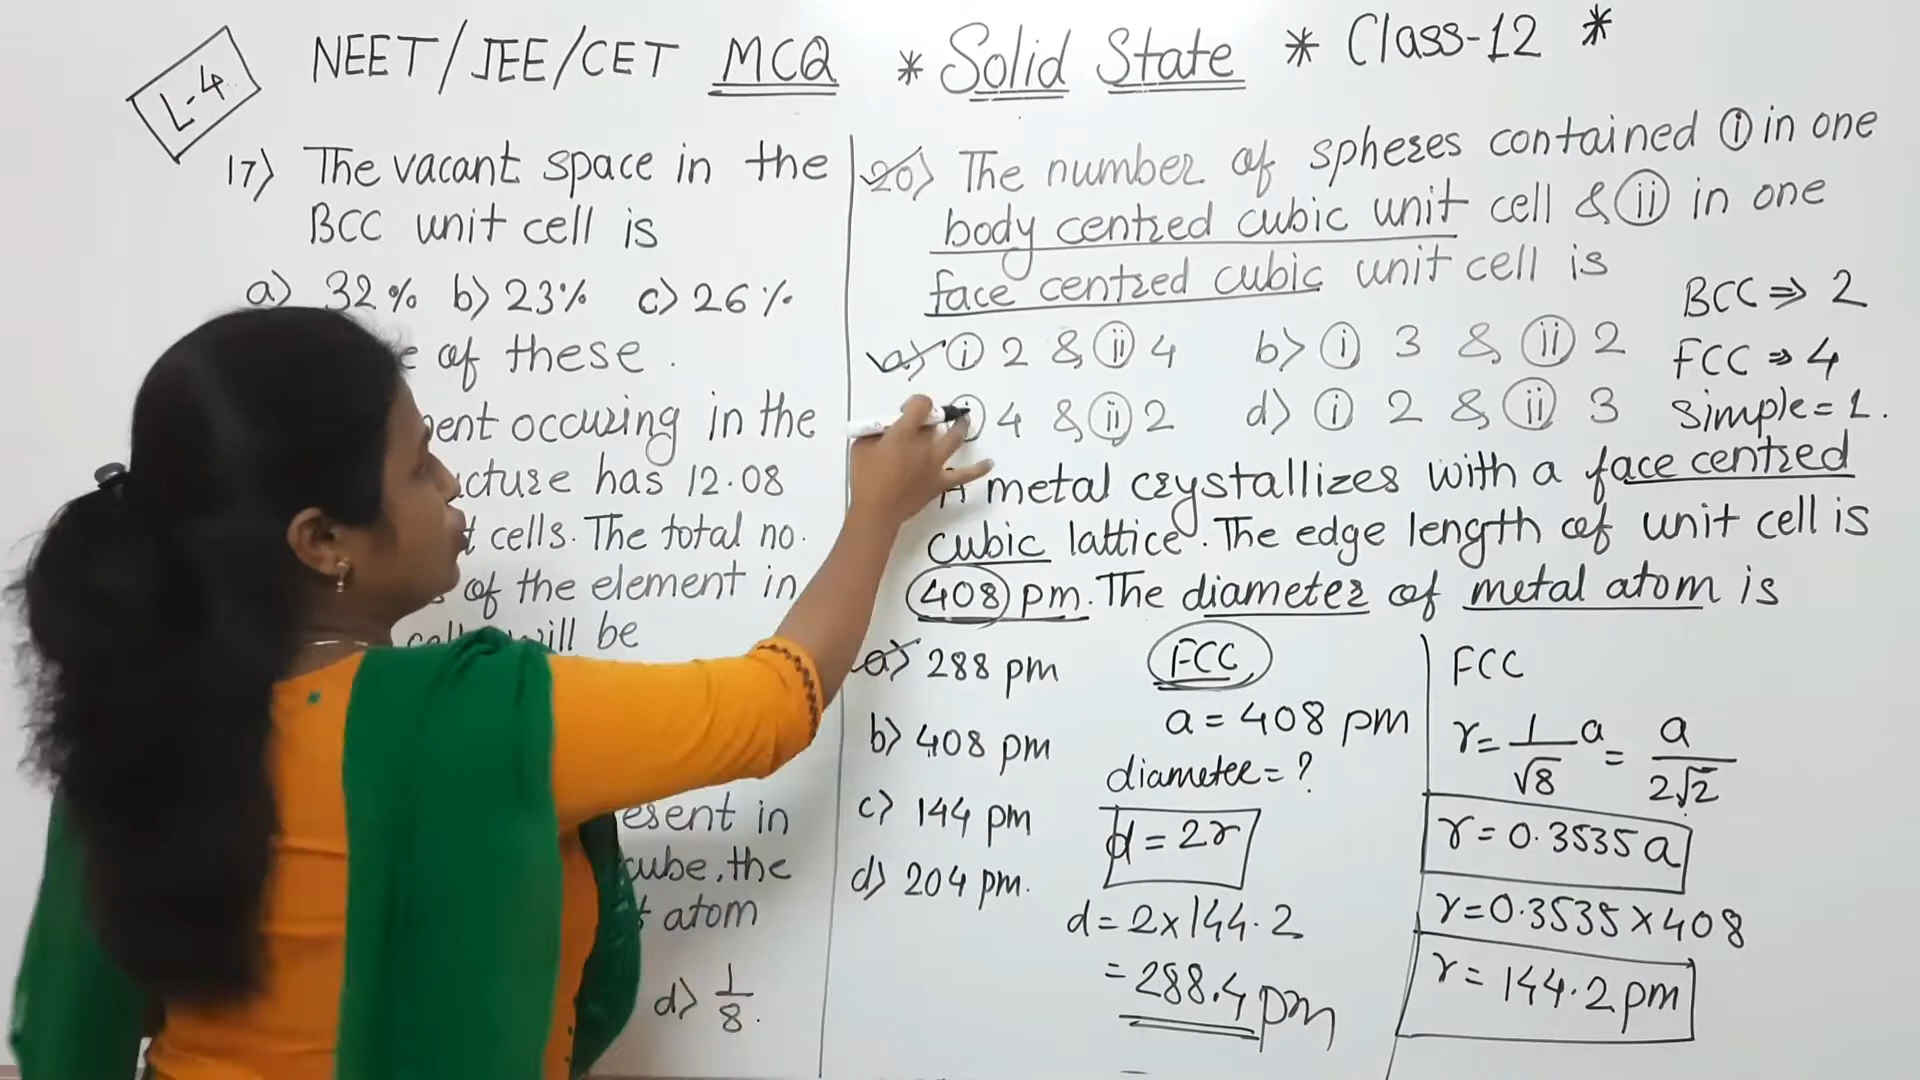 L-4
NEET/JEE/CET MCQ * Solid State * Class-12 *
17) The vacant space in the
BCC unit cell is
a) 32% b) 23% c) 26%
of these.
occuring in the
has 12.08
cells. The total no.
of the element in
will be
in
cube, the
atom
d) 1/8.
20) The number of spheres contained (i) in one
body centred cubic unit cell & (ii) in one
face centred cubic unit cell is
a) (i) 2 & (ii) 4 b) (i) 3 & (ii) 2
(i) 4 & (ii) 2 d) (i) 2 & (ii) 3
BCC ⇒ 2
FCC ⇒ 4
Simple = 1.
A metal crystallizes with a face centred
cubic lattice. The edge length of unit cell is
408 pm. The diameter of metal atom is
a) 288 pm
b) 408 pm
c) 144 pm
d) 204 pm.
FCC
a = 408 pm
diameter = ?
d = 2r
d = 2×144.2
= 288.4 pm
FCC
r = 1/√8 a = a/2√2
r = 0.3535 a
r = 0.3535 × 408
r = 144.2 pm